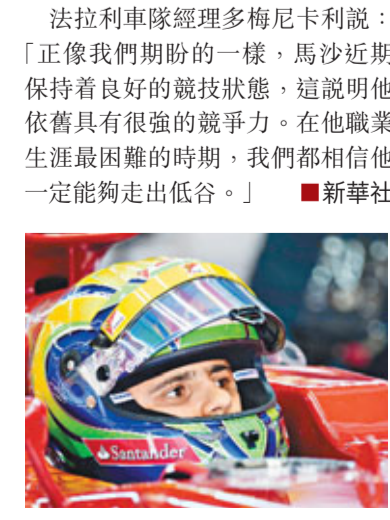 法拉利車隊經理多梅尼卡利說：
「正像我們期盼的一樣，馬沙近期
保持着良好的競技狀態，這說明他
依舊具有很強的競爭力。在他職業
生涯最困難的時期，我們都相信他
一定能夠走出低谷。」 ■新華社
Santander